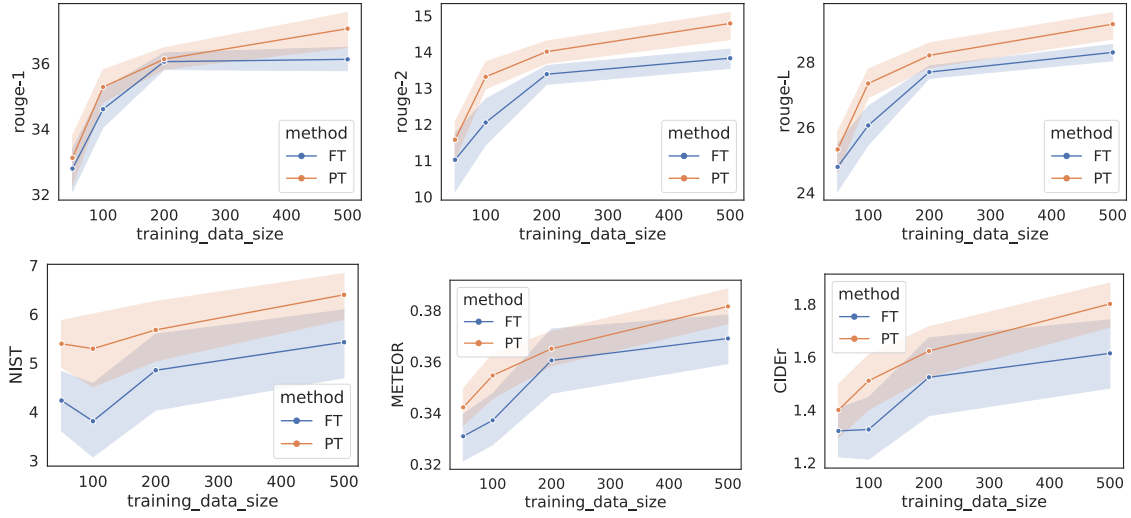 rouge-1
36
34
32
100 200 300 400 500
training_data_size
method
FT
PT
rouge-2
15
14
13
12
11
10
100 200 300 400 500
training_data_size
method
FT
PT
rouge-L
28
26
24
100 200 300 400 500
training_data_size
method
FT
PT
NIST
7
6
5
4
3
100 200 300 400 500
training_data_size
method
FT
PT
METEOR
0.38
0.36
0.34
0.32
100 200 300 400 500
training_data_size
method
FT
PT
CIDEr
1.8
1.6
1.4
1.2
100 200 300 400 500
training_data_size
method
FT
PT